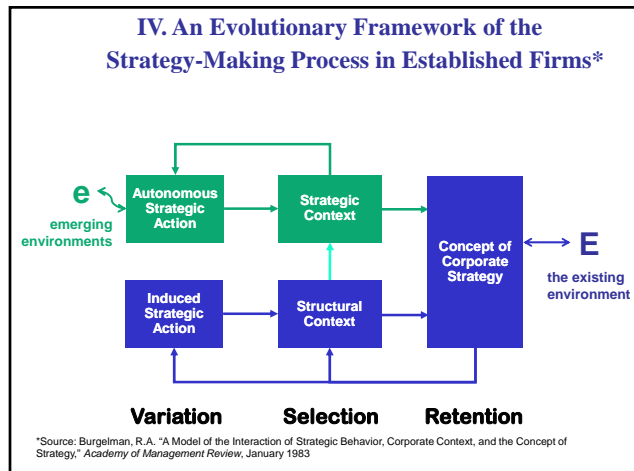 IV. An Evolutionary Framework of the
Strategy-Making Process in Established Firms*
e
emerging
environments
Autonomous
Strategic
Action
Strategic
Context
Concept of
Corporate
Strategy
E
the existing
environment
Induced
Strategic
Action
Structural
Context
Variation Selection Retention
*Source: Burgelman, R.A. “A Model of the Interaction of Strategic Behavior, Corporate Context, and the Concept of
Strategy,” Academy of Management Review, January 1983